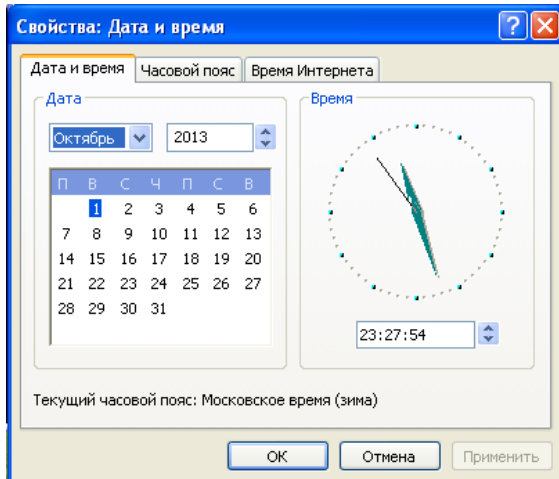 Свойства: Дата и время
Дата и время Часовой пояс Время Интернета
Дата Время
Октябрь 2013
П В С Ч П С В
1 2 3 4 5 6
7 8 9 10 11 12 13
14 15 16 17 18 19 20
21 22 23 24 25 26 27
28 29 30 31
23:27:54
Текущий часовой пояс: Московское время (зима)
ОК Отмена Применить